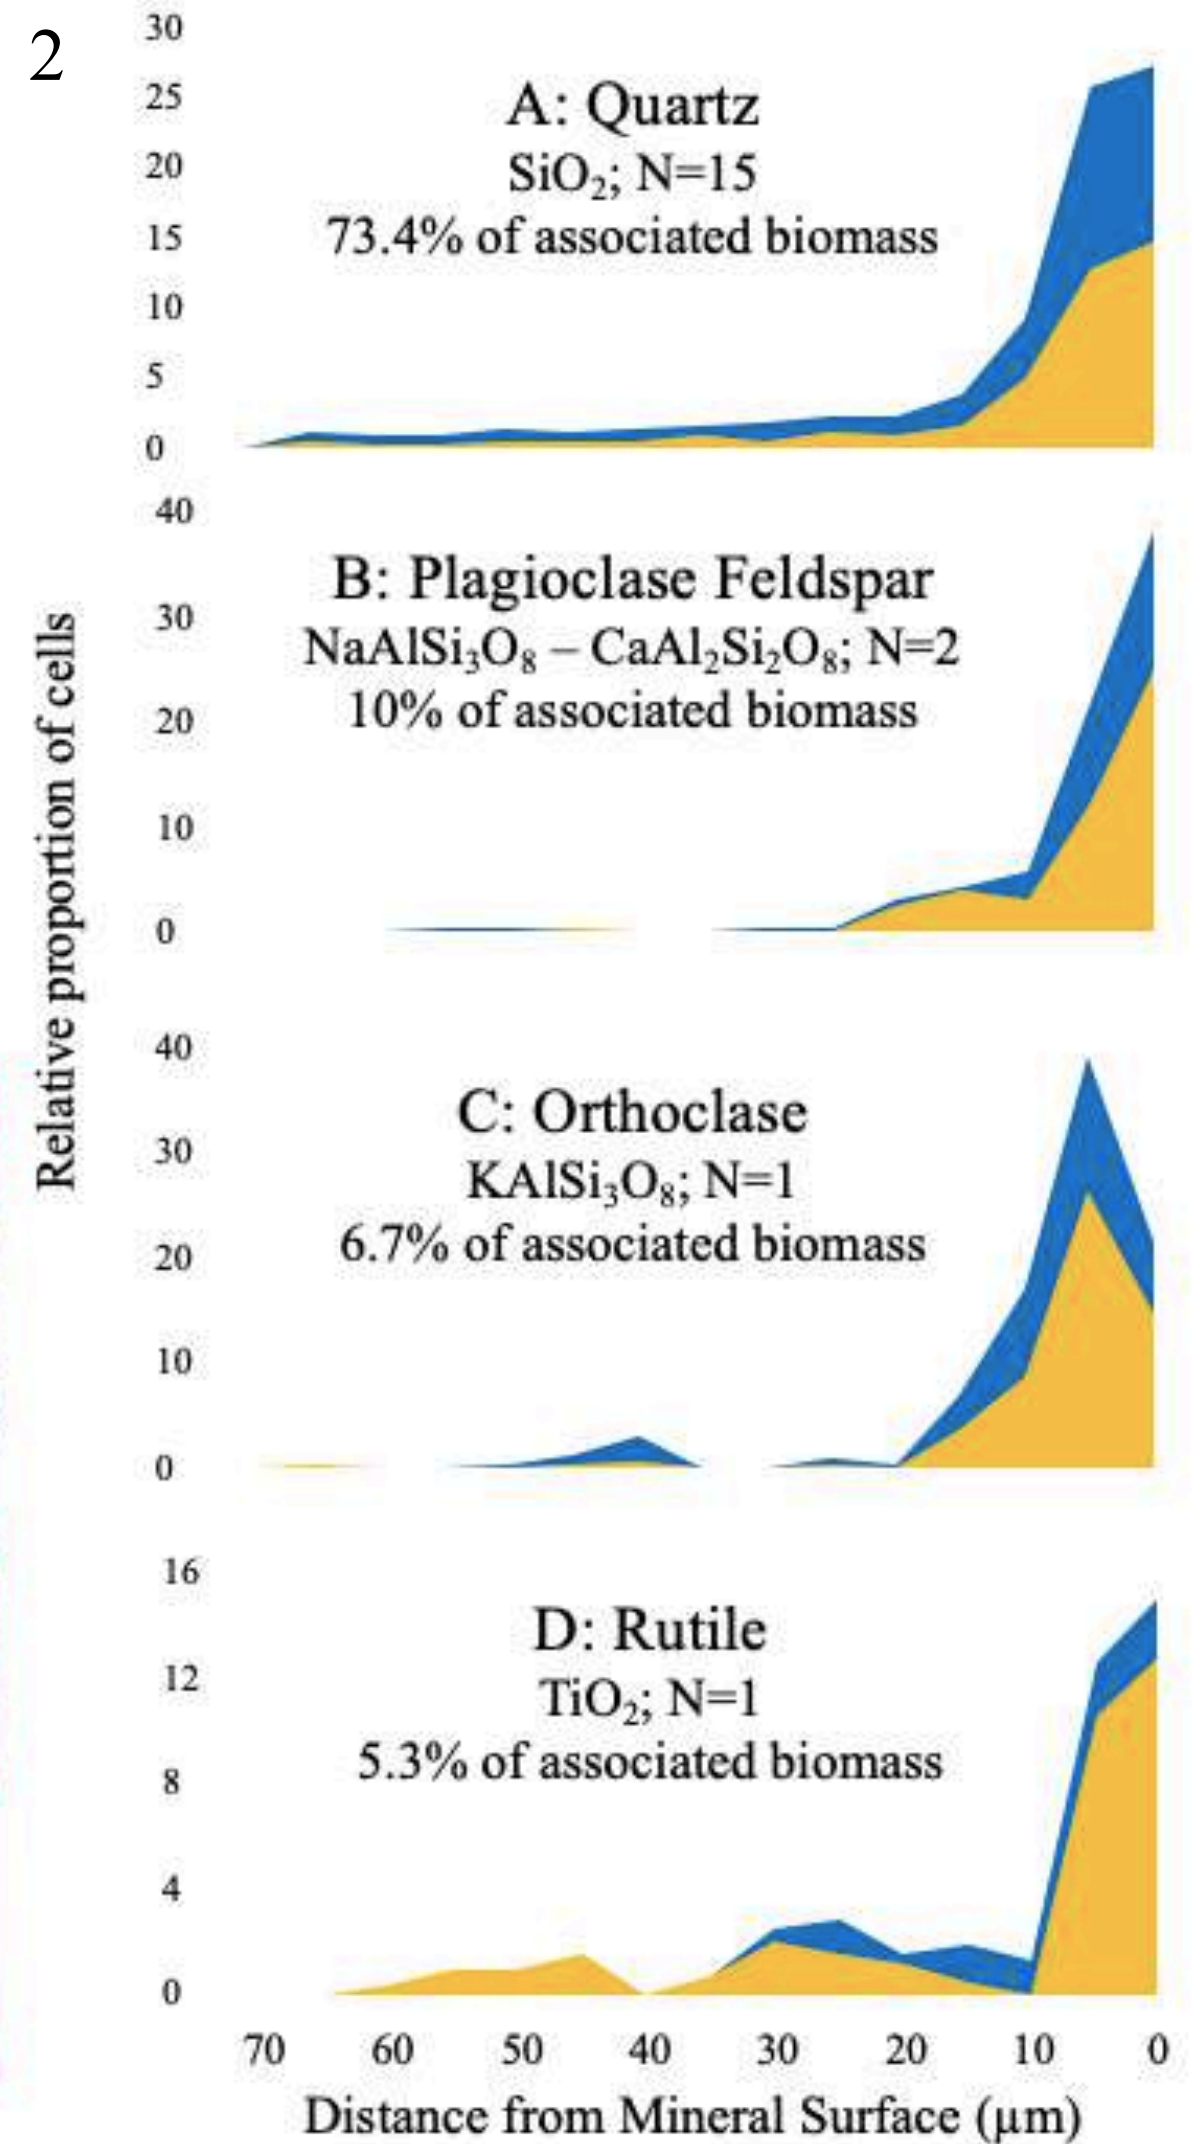 2
Relative proportion of cells
30
25
20
15
10
5
0
A: Quartz
SiO₂; N=15
73.4% of associated biomass
40
30
20
10
0
B: Plagioclase Feldspar
NaAlSi₃O₈ – CaAl₂Si₂O₈; N=2
10% of associated biomass
40
30
20
10
0
C: Orthoclase
KAlSi₃O₈; N=1
6.7% of associated biomass
16
12
8
4
0
D: Rutile
TiO₂; N=1
5.3% of associated biomass
70 60 50 40 30 20 10 0
Distance from Mineral Surface (µm)